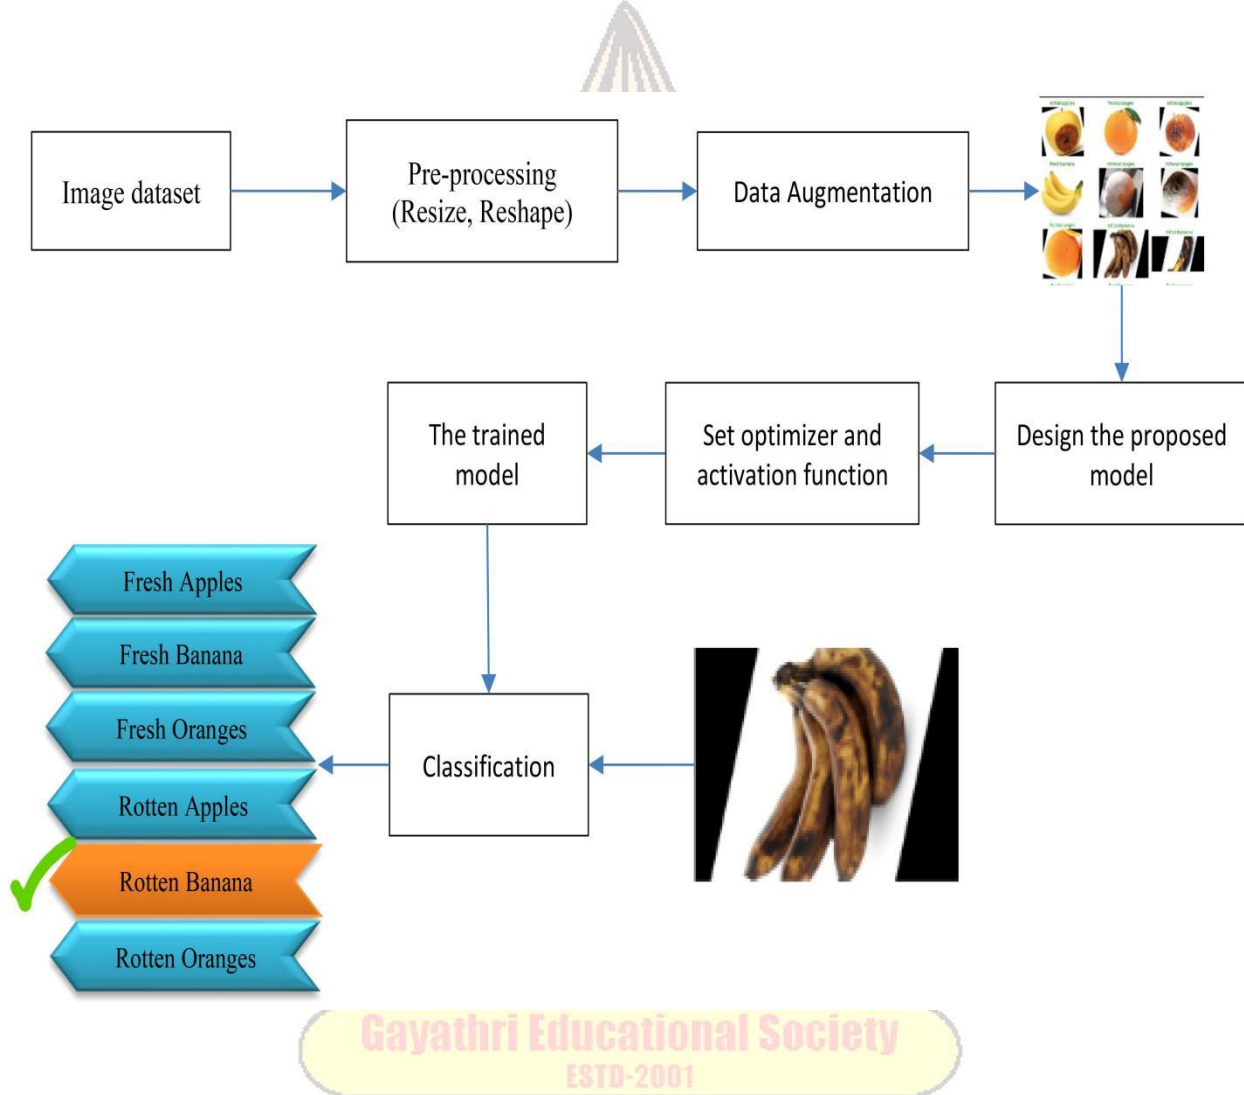 Image dataset
Pre-processing
(Resize, Reshape)
Data Augmentation
Design the proposed
model
Set optimizer and
activation function
The trained
model
Classification
Fresh Apples
Fresh Banana
Fresh Oranges
Rotten Apples
Rotten Banana
Rotten Oranges
Gayathri Educational Society
ESTD-2001